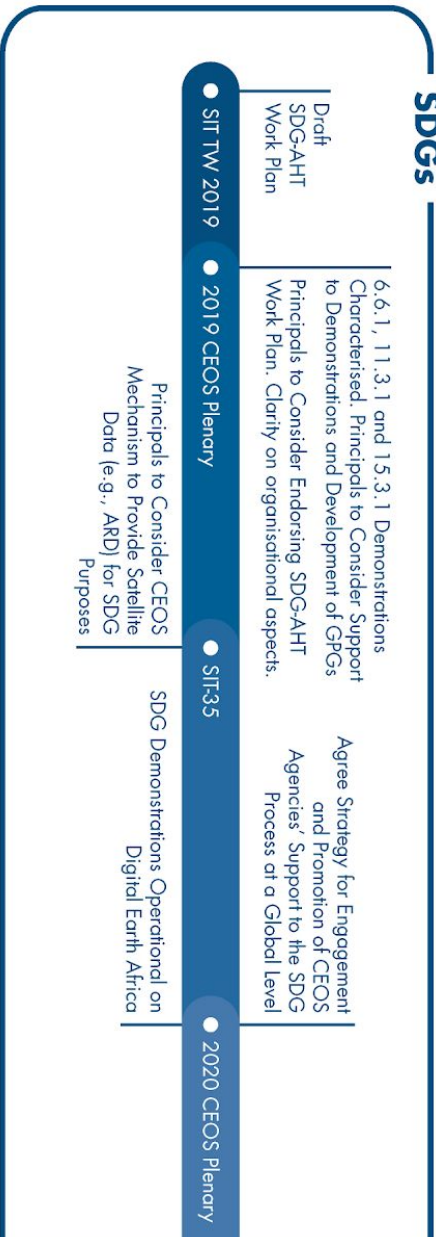 SDGs
Draft
SDG-AHT
Work Plan
6.6.1, 11.3.1 and 15.3.1 Demonstrations
Characterised. Principals to Consider Support
to Demonstrations and Development of GPGs
Principals to Consider Endorsing SDG-AHT
Work Plan. Clarity on organisational aspects.
Agree Strategy for Engagement
and Promotion of CEOS
Agencies' Support to the SDG
Process at a Global Level
SIT TW 2019
2019 CEOS Plenary
SIT-35
2020 CEOS Plenary
Principals to Consider CEOS
Mechanism to Provide Satellite
Data (e.g., ARD) for SDG
Purposes
SDG Demonstrations Operational on
Digital Earth Africa